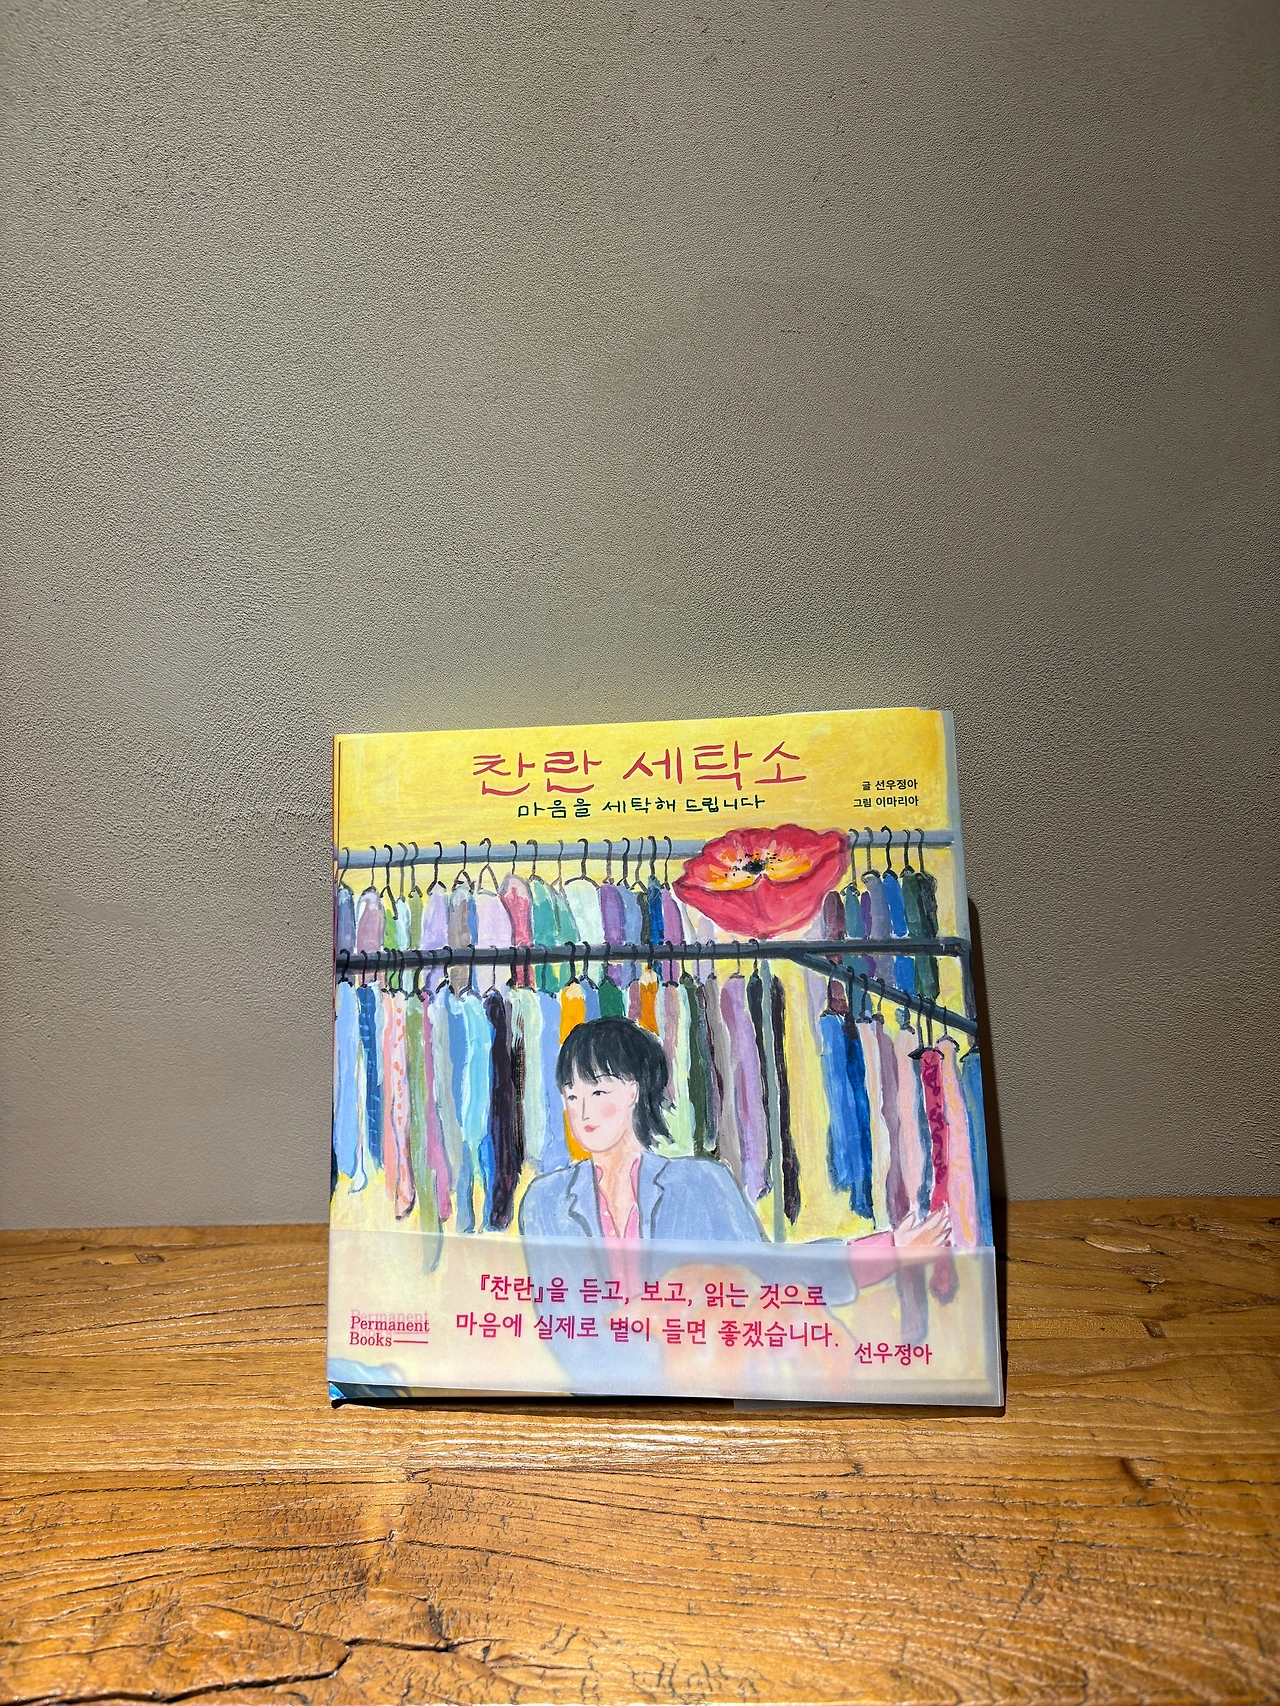 찬란 세탁소
마음을 세탁해 드립니다
글 선우정아
그림 이마리아
『찬란』을 듣고, 보고, 읽는 것으로
마음에 실제로 볕이 들면 좋겠습니다.
선우정아
Permanent
Books